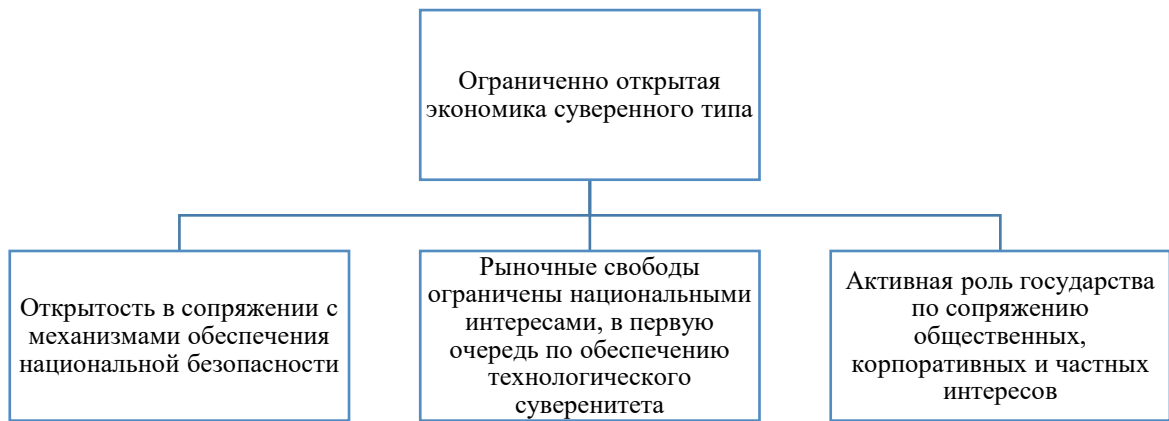 Ограниченно открытая
экономика суверенного типа
Открытость в сопряжении с
механизмами обеспечения
национальной безопасности
Рыночные свободы
ограничены национальными
интересами, в первую
очередь по обеспечению
технологического
суверенитета
Активная роль государства
по сопряжению
общественных,
корпоративных и частных
интересов